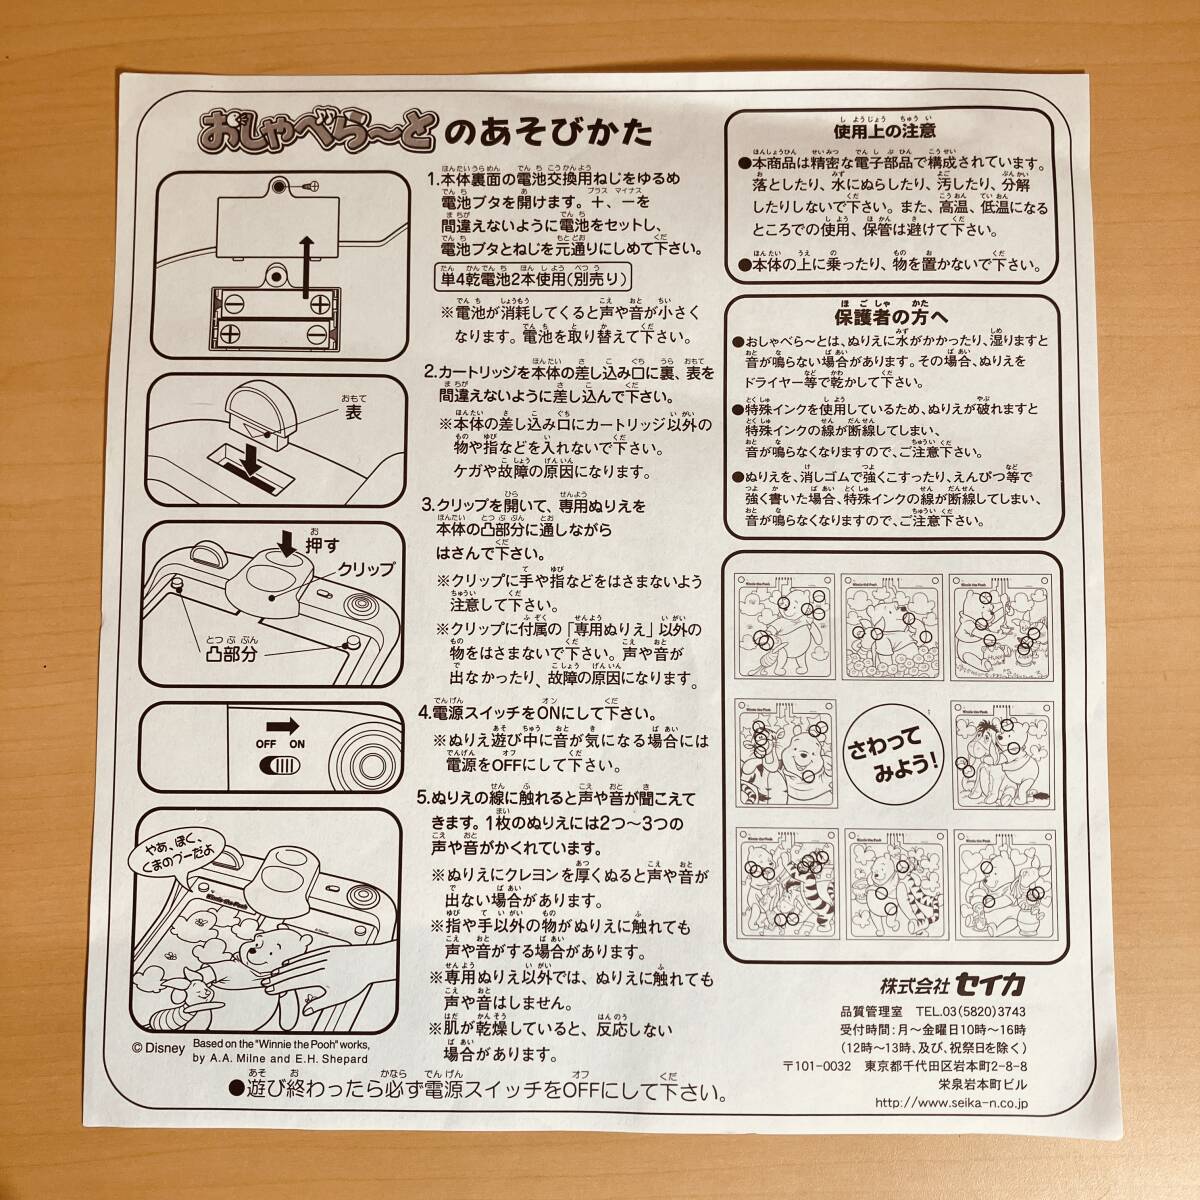 おしゃべら〜とのあそびかた
1.本体裏面の電池交換用ねじをゆるめ
電池ブタを開けます。+、−を
間違えないように電池をセットし、
電池ブタとねじを元通りにしめて下さい。
単4乾電池2本使用(別売り)
※電池が消耗してくると声や音が小さく
なります。電池を取り替えて下さい。
表
2.カートリッジを本体の差し込み口に裏、表を
間違えないように差し込んで下さい。
※本体の差し込み口にカートリッジ以外の
物や指などを入れないで下さい。
ケガや故障の原因になります。
押す
クリップ
凸部分
3.クリップを開いて、専用ぬりえを
本体の凸部分に通しながら
はさんで下さい。
※クリップに手や指などをはさまないよう
注意して下さい。
※クリップに付属の「専用ぬりえ」以外の
物をはさまないで下さい。声や音が
出なかったり、故障の原因になります。
OFF ON
4.電源スイッチをONにして下さい。
※ぬりえ遊び中に音が気になる場合には
電源をOFFにして下さい。
やあ、ぼく、
くまのプーだよ
Winnie the Pooh
5.ぬりえの線に触れると声や音が聞こえて
きます。1枚のぬりえには2つ〜3つの
声や音がかくれています。
※ぬりえにクレヨンを厚くぬると声や音が
出ない場合があります。
※指や手以外の物がぬりえに触れても
声や音がする場合があります。
※専用ぬりえ以外では、ぬりえに触れても
声や音はしません。
※肌が乾燥していると、反応しない
場合があります。
© Disney Based on the "Winnie the Pooh" works,
by A.A. Milne and E.H. Shepard
●遊び終わったら必ず電源スイッチをOFFにして下さい。
使用上の注意
●本商品は精密な電子部品で構成されています。
落としたり、水にぬらしたり、汚したり、分解
したりしないで下さい。また、高温、低温になる
ところでの使用、保管は避けて下さい。
●本体の上に乗ったり、物を置かないで下さい。
保護者の方へ
●おしゃべら〜とは、ぬりえに水がかかったり、湿りますと
音が鳴らない場合があります。その場合、ぬりえを
ドライヤー等で乾かして下さい。
●特殊インクを使用しているため、ぬりえが破れますと
特殊インクの線が断線してしまい、
音が鳴らなくなりますので、ご注意下さい。
●ぬりえを、消しゴムで強くこすったり、えんぴつ等で
強く書いた場合、特殊インクの線が断線してしまい、
音が鳴らなくなりますので、ご注意下さい。
Winnie the Pooh
Winnie the Pooh
Winnie the Pooh
Winnie the Pooh
さわって
みよう!
Winnie the Pooh
Winnie the Pooh
Winnie the Pooh
Winnie the Pooh
株式会社 セイカ
品質管理室 TEL.03(5820)3743
受付時間:月〜金曜日10時〜16時
(12時〜13時、及び、祝祭日を除く)
〒101-0032 東京都千代田区岩本町2-8-8
栄泉岩本町ビル
http://www.seika-n.co.jp